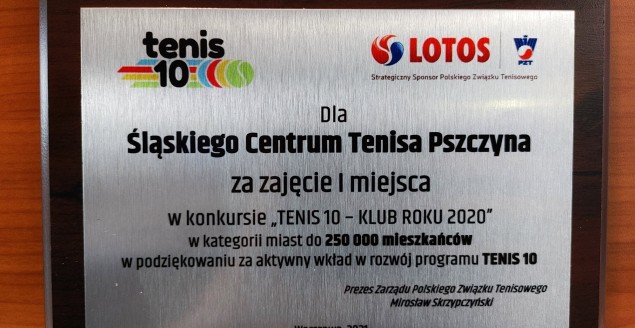 tenis
10
LOTOS
PZT
Strategiczny Sponsor Polskiego Związku Tenisowego
Dla
Śląskiego Centrum Tenisa Pszczyna
za zajęcie I miejsca
w konkursie „TENIS 10 – KLUB ROKU 2020”
w kategorii miast do 250 000 mieszkańców
w podziękowaniu za aktywny wkład w rozwój programu TENIS 10
Prezes Zarządu Polskiego Związku Tenisowego
Mirosław Skrzypczyński
Warszawa, 2021